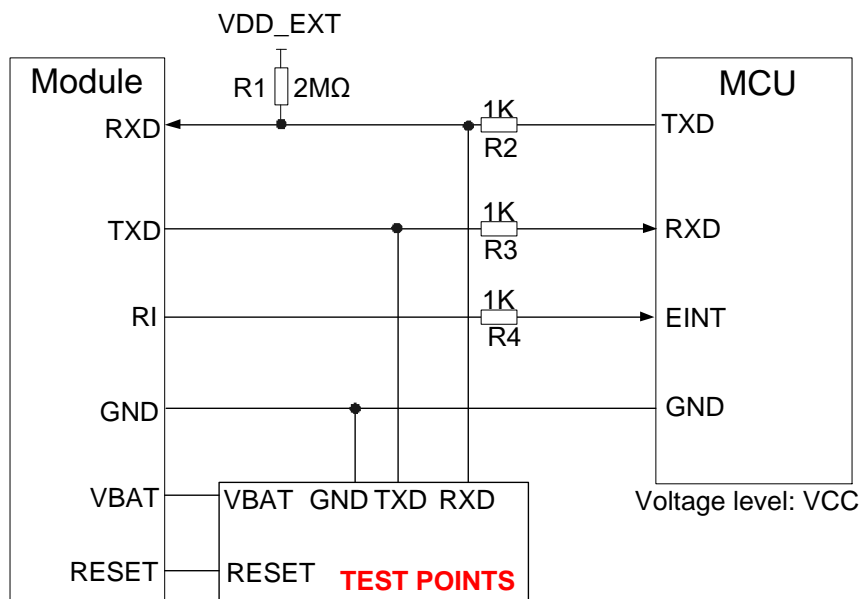 VDD_EXT
Module
MCU
R1
2MΩ
RXD
1K
R2
TXD
TXD
1K
R3
RXD
RI
1K
R4
EINT
GND
GND
VBAT
VBAT GND TXD RXD
Voltage level: VCC
RESET
RESET
TEST POINTS